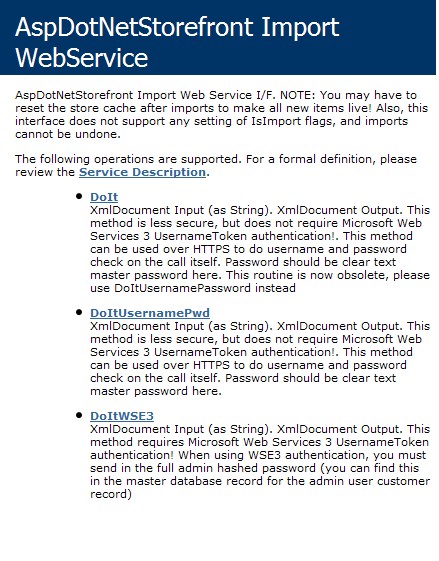 AspDotNetStorefront Import
WebService
AspDotNetStorefront Import Web Service I/F. NOTE: You may have to
reset the store cache after imports to make all new items live! Also, this
interface does not support any setting of IsImport flags, and imports
cannot be undone.
The following operations are supported. For a formal definition, please
review the Service Description.
DoIt
XmlDocument Input (as String). XmlDocument Output. This
method is less secure, but does not require Microsoft Web
Services 3 UsernameToken authentication!. This method
can be used over HTTPS to do username and password
check on the call itself. Password should be clear text
master password here. This routine is now obsolete, please
use DoItUsernamePassword instead
DoItUsernamePwd
XmlDocument Input (as String). XmlDocument Output. This
method is less secure, but does not require Microsoft Web
Services 3 UsernameToken authentication!. This method
can be used over HTTPS to do username and password
check on the call itself. Password should be clear text
master password here.
DoItWSE3
XmlDocument Input (as String). XmlDocument Output. This
method requires Microsoft Web Services 3 UsernameToken
authentication! When using WSE3 authentication, you must
send in the full admin hashed password (you can find this
in the master database record for the admin user customer
record)